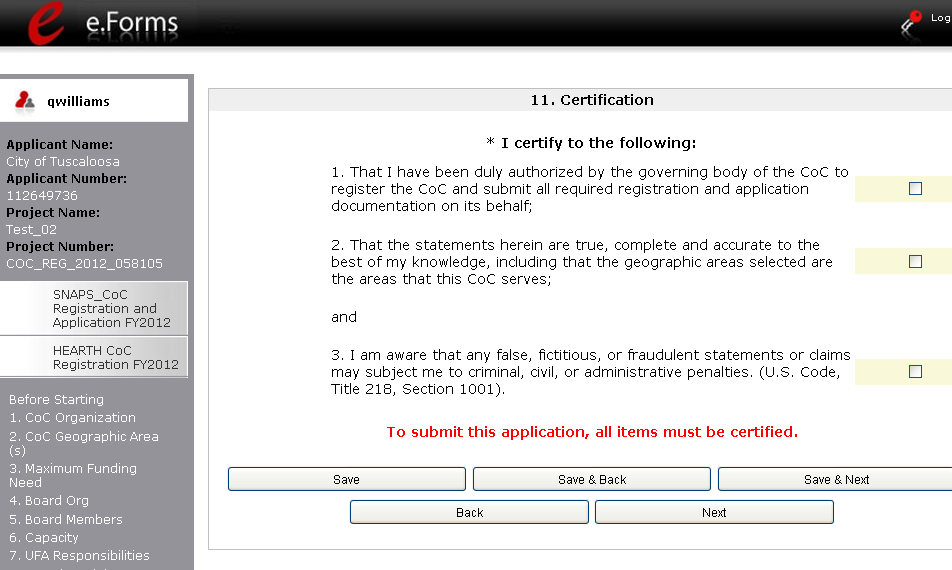 e e.Forms
Log
qwilliams
Applicant Name:
City of Tuscaloosa
Applicant Number:
112649736
Project Name:
Test_02
Project Number:
COC_REG_2012_058105
SNAPS_CoC
Registration and
Application FY2012
HEARTH CoC
Registration FY2012
Before Starting
1. CoC Organization
2. CoC Geographic Area
(s)
3. Maximum Funding
Need
4. Board Org
5. Board Members
6. Capacity
7. UFA Responsibilities
11. Certification
* I certify to the following:
1. That I have been duly authorized by the governing body of the CoC to
register the CoC and submit all required registration and application
documentation on its behalf;
2. That the statements herein are true, complete and accurate to the
best of my knowledge, including that the geographic areas selected are
the areas that this CoC serves;
and
3. I am aware that any false, fictitious, or fraudulent statements or claims
may subject me to criminal, civil, or administrative penalties. (U.S. Code,
Title 218, Section 1001).
To submit this application, all items must be certified.
Save
Save & Back
Save & Next
Back
Next